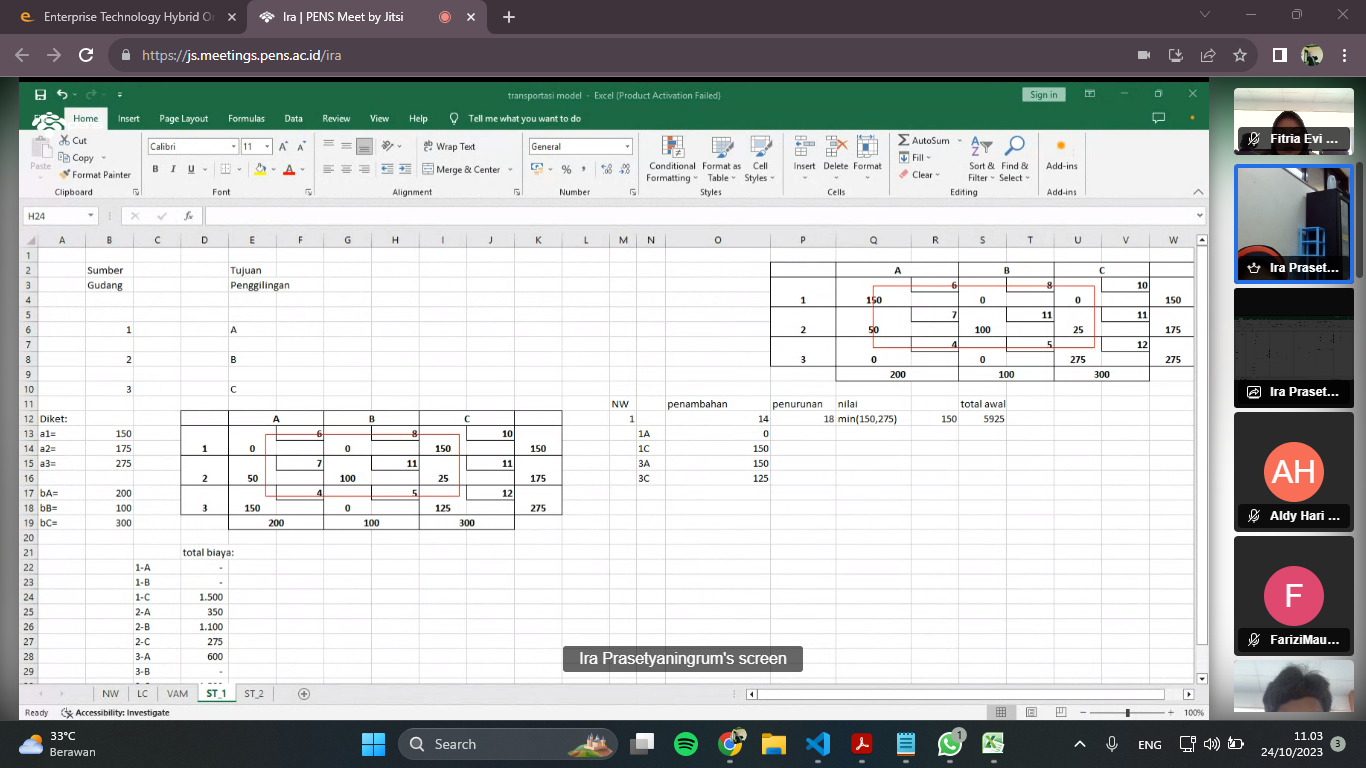 Enterprise Technology Hybrid O
Ira | PENS Meet by Jitsi
https://js.meetings.pens.ac.id/ira
transportasi model - Excel (Product Activation Failed)
Sign in
Home Insert Page Layout Formulas Data Review View Help Tell me what you want to do
Paste
Cut
Copy
Format Painter
Clipboard
Calibri 11
B I U
Font
Wrap Text
Merge & Center
Alignment
General
Number
Conditional Formatting
Format as Table
Cell Styles
Styles
Insert Delete Format
Cells
AutoSum
Fill
Clear
Sort & Filter
Find & Select
Editing
Add-ins
Add-ins
H24 fx
A B C D E F G H I J K L M N O P Q R S T U V W
1
2 Sumber Tujuan A B C
3 Gudang Penggilingan 6 8 10
4 1 150 0 0 150
5 7 11 11
6 1 A 2 50 100 25 175
7 4 5 12
8 2 B 3 0 0 275 275
9 200 100 300
10 3 C
11 NW penambahan penurunan nilai total awal
12 Diket: A B C 1 14 18 min(150,275) 150 5925
13 a1= 150 6 8 10 1A 0
14 a2= 175 1 0 0 150 150 1C 150
15 a3= 275 7 11 11 3A 150
16 2 50 100 25 175 3C 125
17 bA= 200 4 5 12
18 bB= 100 3 150 0 125 275
19 bC= 300 200 100 300
20
21 total biaya:
22 1-A -
23 1-B -
24 1-C 1.500
25 2-A 350
26 2-B 1.100
27 2-C 275
28 3-A 600
29 3-B -
Ira Prasetyaningrum's screen
NW LC VAM ST_1 ST_2
Ready Accessibility: Investigate 100%
Fitria Evi ...
Ira Praset...
Ira Praset...
AH
Aldy Hari ...
F
FariziMau...
33°C
Berawan
Search
1
ENG
11.03
24/10/2023
3